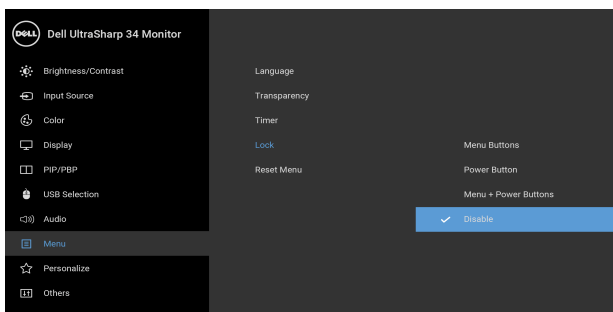 DELL Dell UltraSharp 34 Monitor
Brightness/Contrast
Input Source
Color
Display
PIP/PBP
USB Selection
Audio
Menu
Personalize
Others
Language
Transparency
Timer
Lock
Reset Menu
Menu Buttons
Power Button
Menu + Power Buttons
Disable